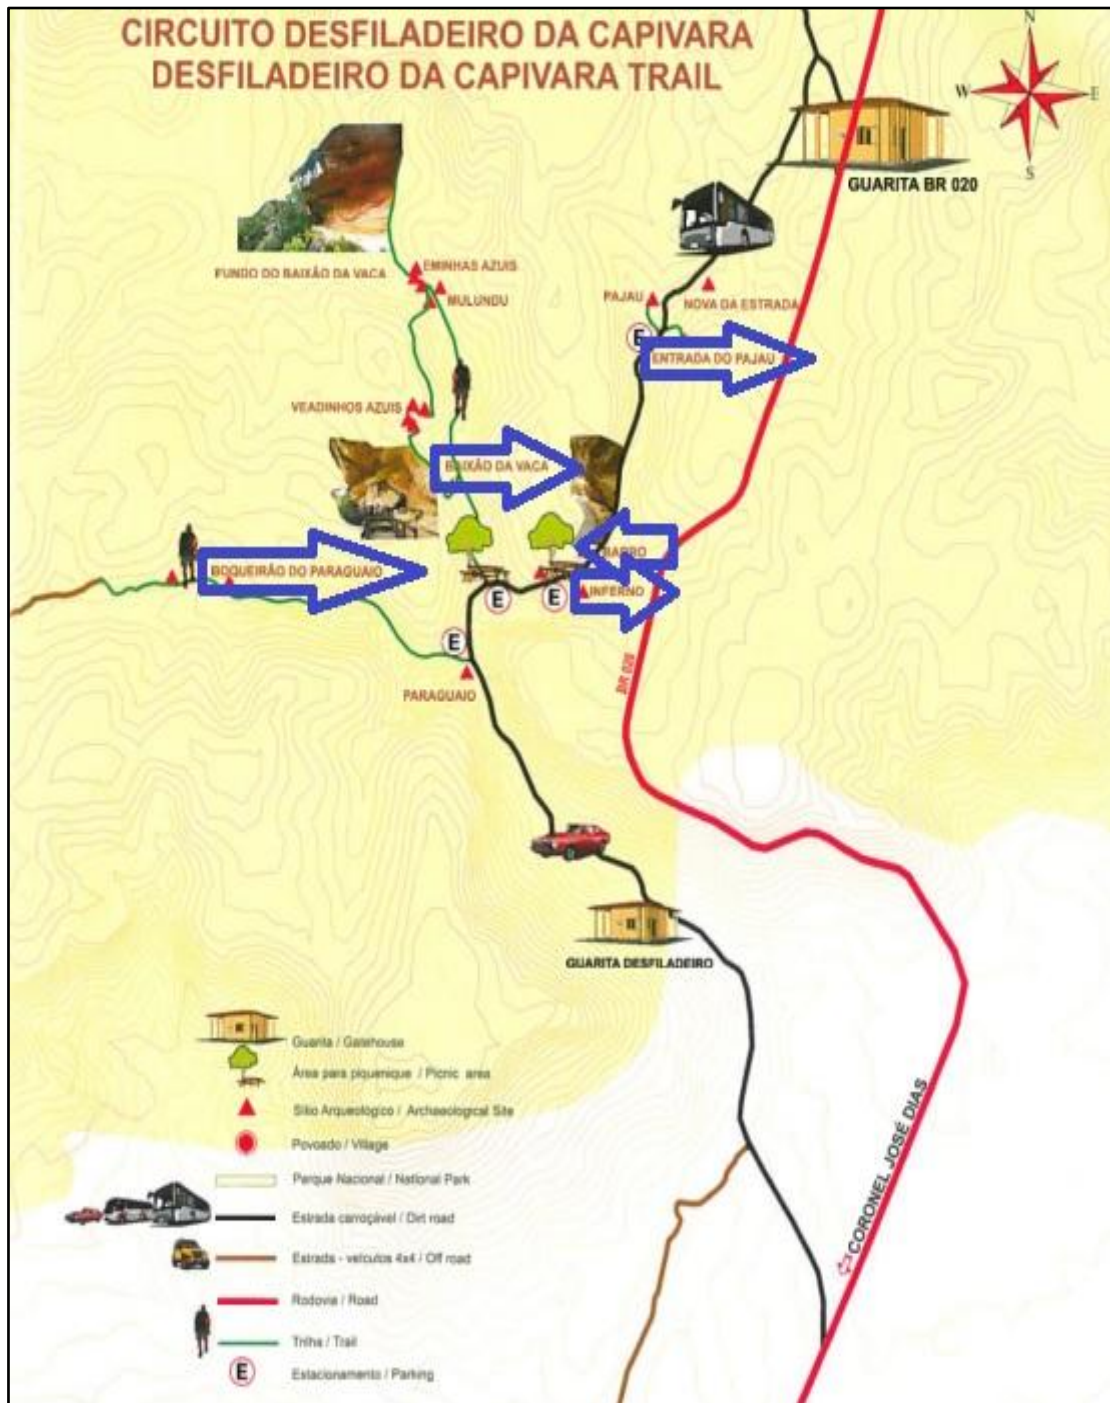 CIRCUITO DESFILADEIRO DA CAPIVARA
DESFILADEIRO DA CAPIVARA TRAIL
N
W
E
S
GUARITA BR 020
FUNDO DO BAIXÃO DA VACA
EMINHAS AZUIS
MULUNDU
PAJAU
NOVA DA ESTRADA
E
ENTRADA DO PAJAU
VEADINHOS AZUIS
BAIXÃO DA VACA
BARRO
BOQUEIRÃO DO PARAGUAIO
INFERNO
E
E
E
PARAGUAIO
BR 020
GUARITA DESFILADEIRO
CORONEL JOSÉ DIAS
Guarita / Gatehouse
Área para piquenique / Picnic area
Sítio Arqueológico / Archaeological Site
Povoado / Village
Parque Nacional / National Park
Estrada carroçável / Dirt road
Estrada - veículos 4x4 / Off road
Rodovia / Road
Trilha / Trail
E
Estacionamento / Parking